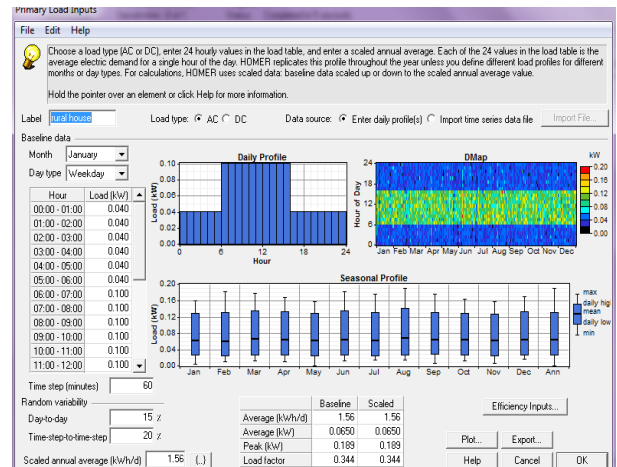 Primary Load Inputs
File Edit Help
Choose a load type (AC or DC), enter 24 hourly values in the load table, and enter a scaled annual average. Each of the 24 values in the load table is the
average electric demand for a single hour of the day. HOMER replicates this profile throughout the year unless you define different load profiles for different
months or day types. For calculations, HOMER uses scaled data: baseline data scaled up or down to the scaled annual average value.
Hold the pointer over an element or click Help for more information.
Label rural house Load type: AC DC Data source: Enter daily profile(s) Import time series data file Import File...
Baseline data
Month January
Day type Weekday
Hour Load (kW)
00:00 - 01:00 0.040
01:00 - 02:00 0.040
02:00 - 03:00 0.040
03:00 - 04:00 0.040
04:00 - 05:00 0.040
05:00 - 06:00 0.040
06:00 - 07:00 0.100
07:00 - 08:00 0.100
08:00 - 09:00 0.100
09:00 - 10:00 0.100
10:00 - 11:00 0.100
11:00 - 12:00 0.100
Daily Profile
Load (kW)
0.10
0.08
0.06
0.04
0.02
0.00
0 6 12 18 24
Hour
DMap
Hour of Day
24
18
12
6
0
Jan Feb Mar Apr May Jun Jul Aug Sep Oct Nov Dec
kW
0.20
0.16
0.12
0.08
0.04
0.00
Seasonal Profile
Load (kW)
0.20
0.16
0.12
0.08
0.04
0.00
Jan Feb Mar Apr May Jun Jul Aug Sep Oct Nov Dec Ann
max
daily high
mean
daily low
min
Time step (minutes) 60
Random variability
Day-to-day 15 %
Time-step-to-time-step 20 %
Scaled annual average (kWh/d) 1.56 {..}
Baseline Scaled
Average (kWh/d) 1.56 1.56
Average (kW) 0.0650 0.0650
Peak (kW) 0.189 0.189
Load factor 0.344 0.344
Efficiency Inputs...
Plot... Export...
Help Cancel OK